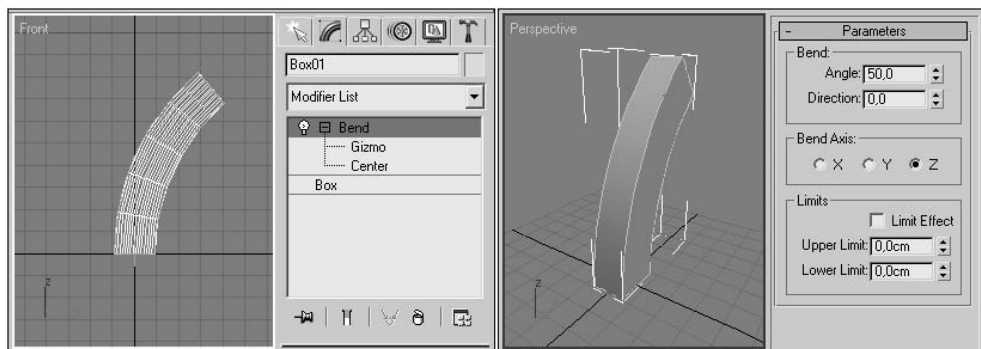 Front
z
Box01
Modifier List
Bend
Gizmo
Center
Box
Perspective
z
Parameters
Bend:
Angle: 50,0
Direction: 0,0
Bend Axis:
X Y Z
Limits
Limit Effect
Upper Limit: 0,0cm
Lower Limit: 0,0cm